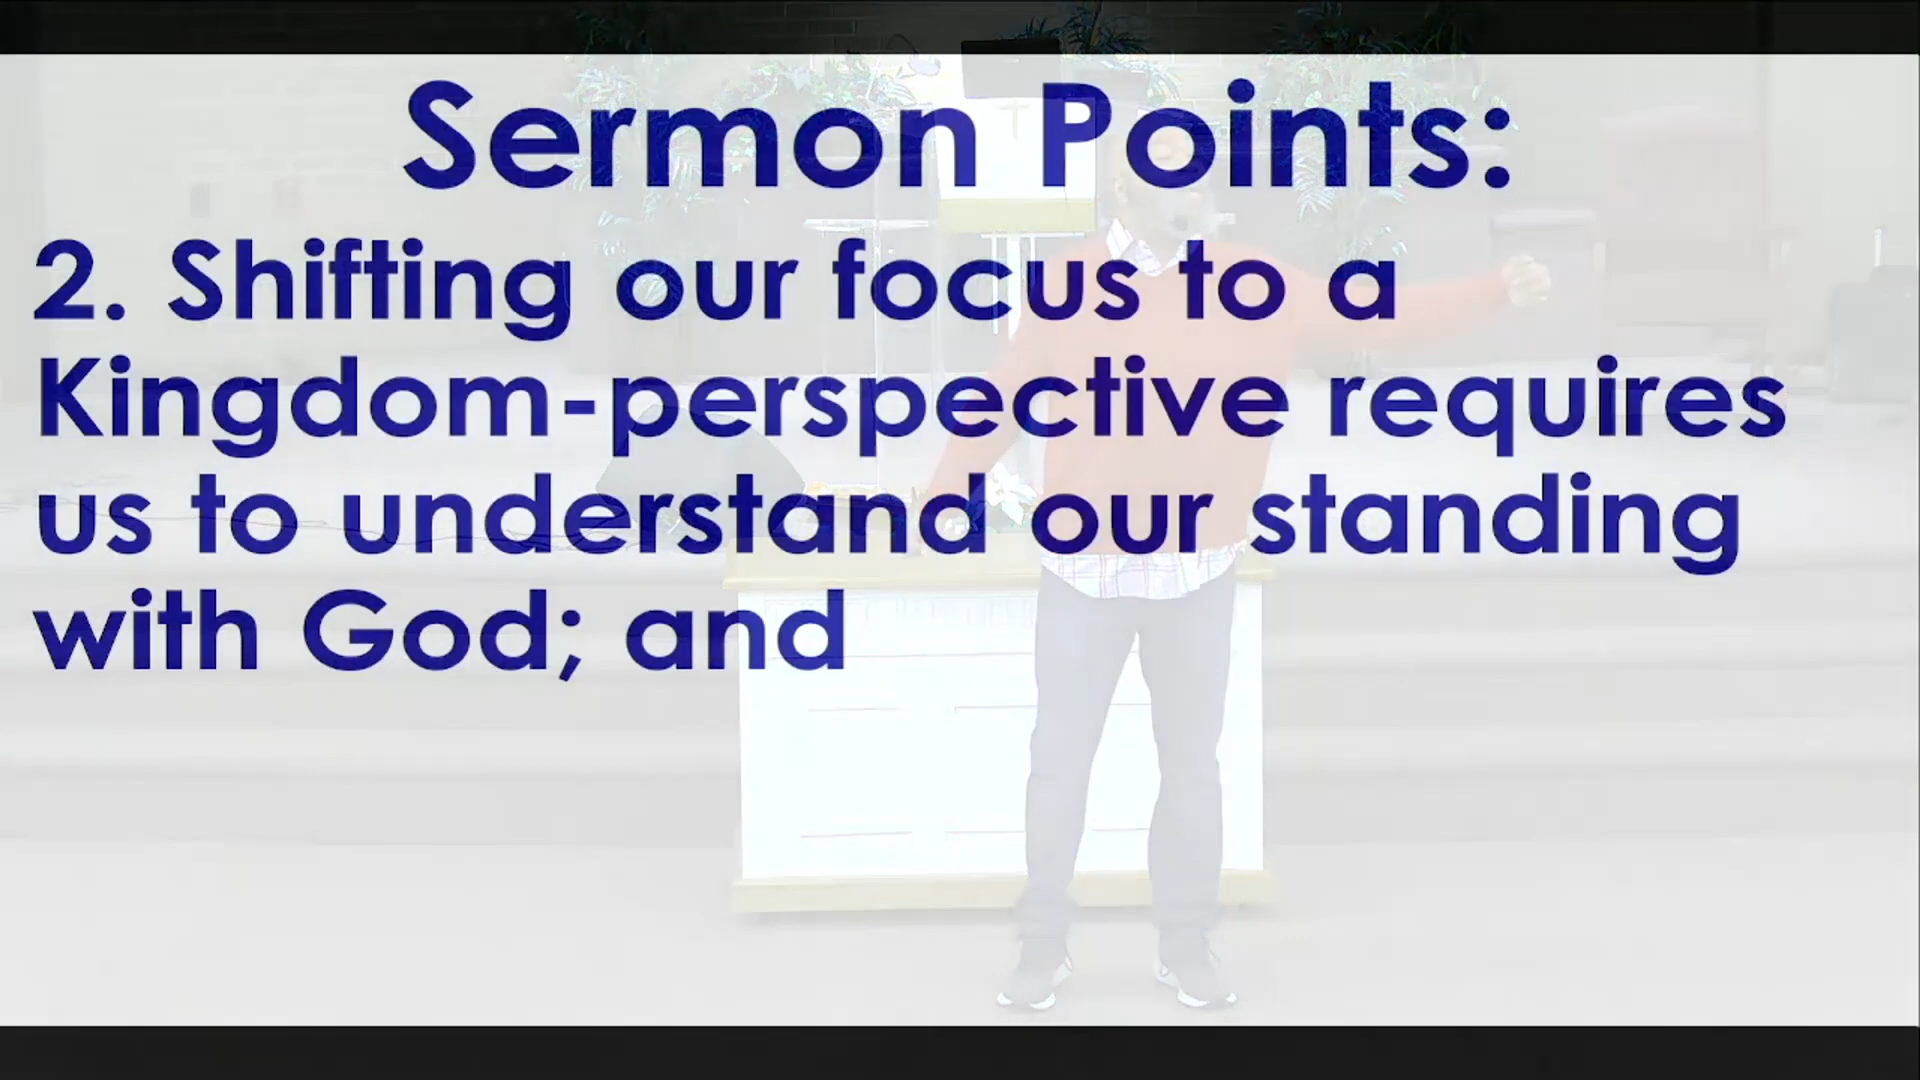 Sermon Points:
2. Shifting our focus to a
Kingdom-perspective requires
us to understand our standing
with God; and